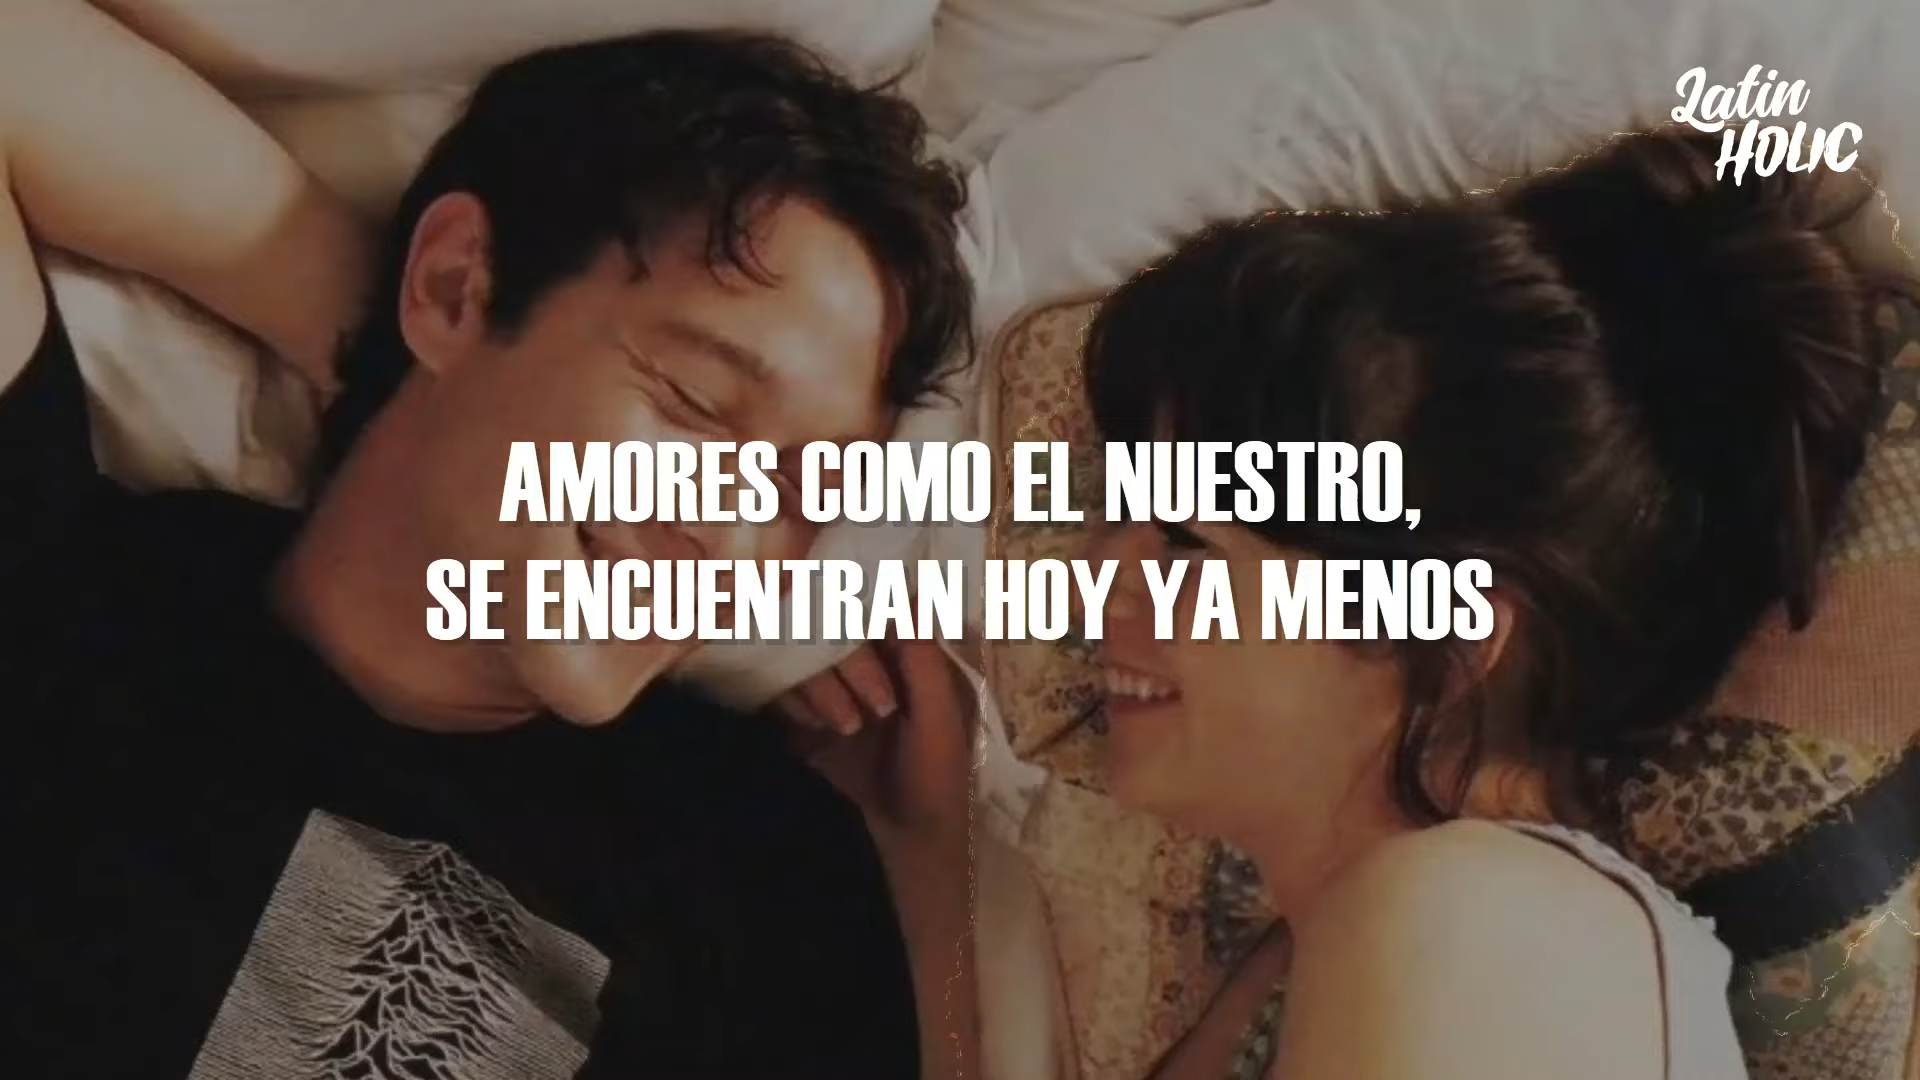 Latin
HOLIC
AMORES COMO EL NUESTRO,
SE ENCUENTRAN HOY YA MENOS